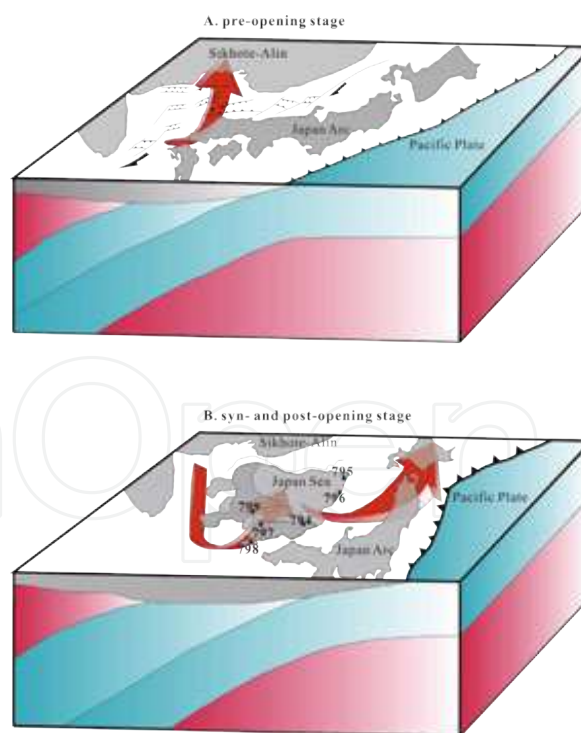 A. pre-opening stage
Sikhote-Alin
Japan Arc
Pacific Plate
B. syn- and post-opening stage
Sikhote-Alin
795
Japan Sea
796
Pacific Plate
794
797
798
Japan Arc
nOpen